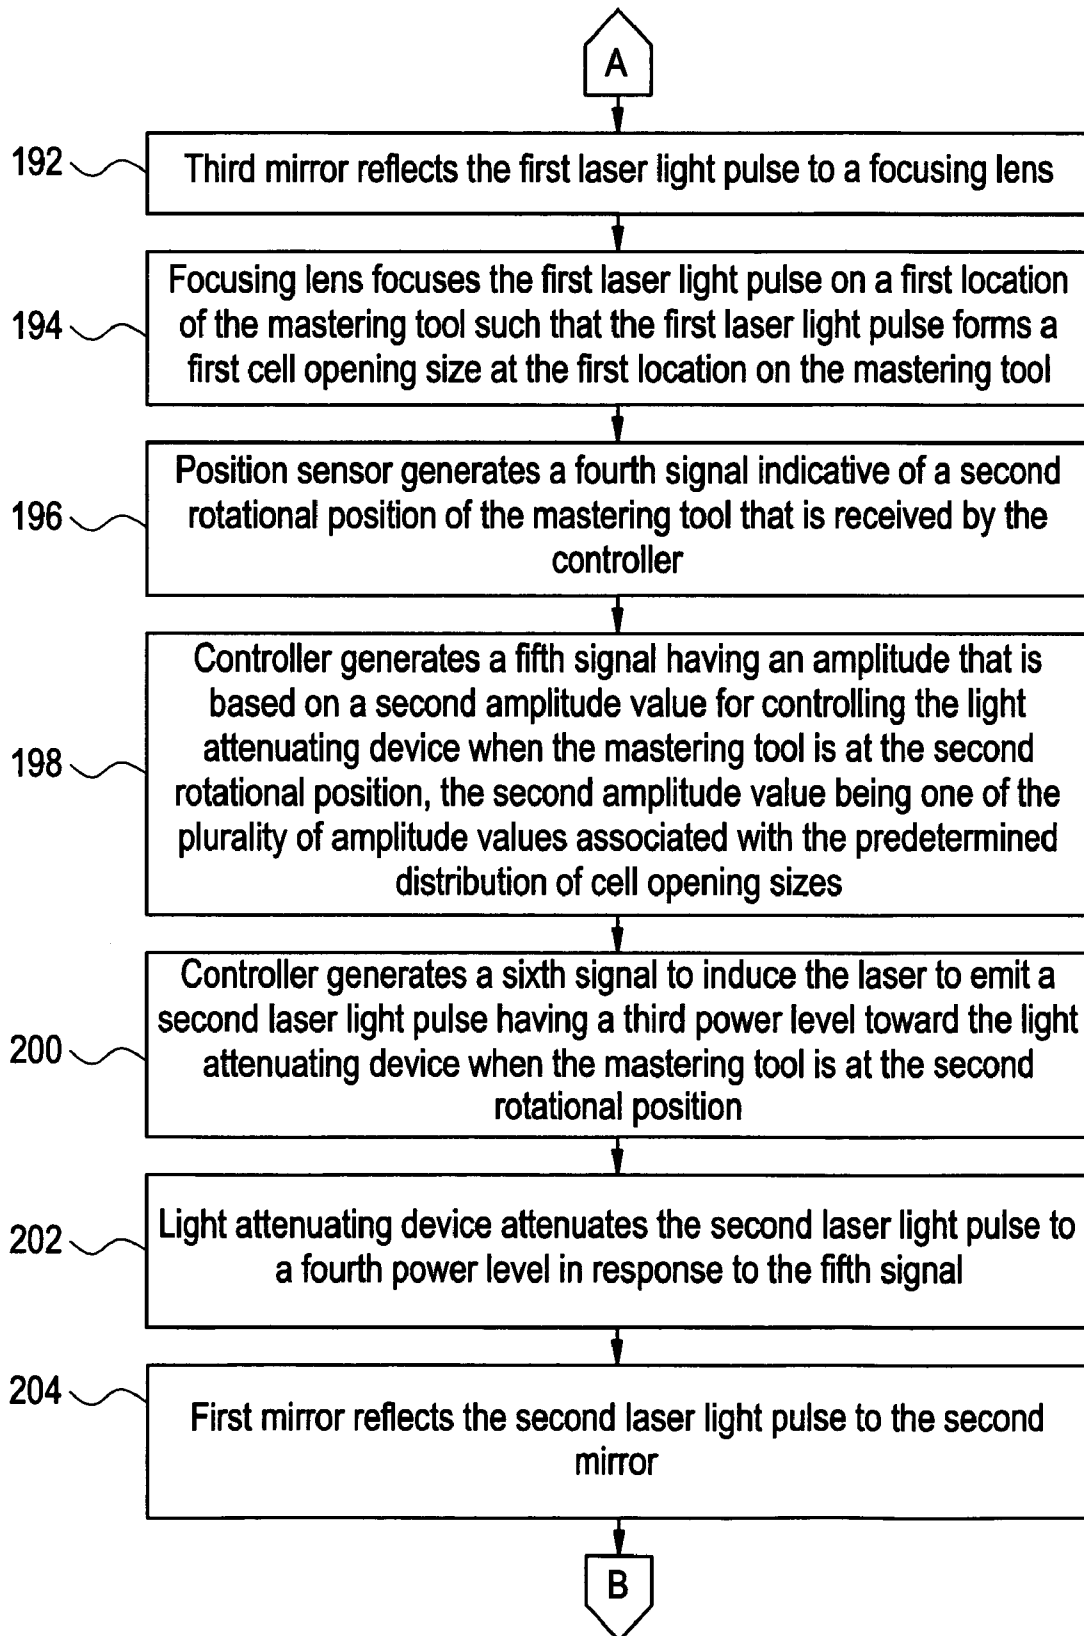 A
192
Third mirror reflects the first laser light pulse to a focusing lens
194
Focusing lens focuses the first laser light pulse on a first location
of the mastering tool such that the first laser light pulse forms a
first cell opening size at the first location on the mastering tool
196
Position sensor generates a fourth signal indicative of a second
rotational position of the mastering tool that is received by the
controller
198
Controller generates a fifth signal having an amplitude that is
based on a second amplitude value for controlling the light
attenuating device when the mastering tool is at the second
rotational position, the second amplitude value being one of the
plurality of amplitude values associated with the predetermined
distribution of cell opening sizes
200
Controller generates a sixth signal to induce the laser to emit a
second laser light pulse having a third power level toward the light
attenuating device when the mastering tool is at the second
rotational position
202
Light attenuating device attenuates the second laser light pulse to
a fourth power level in response to the fifth signal
204
First mirror reflects the second laser light pulse to the second
mirror
B